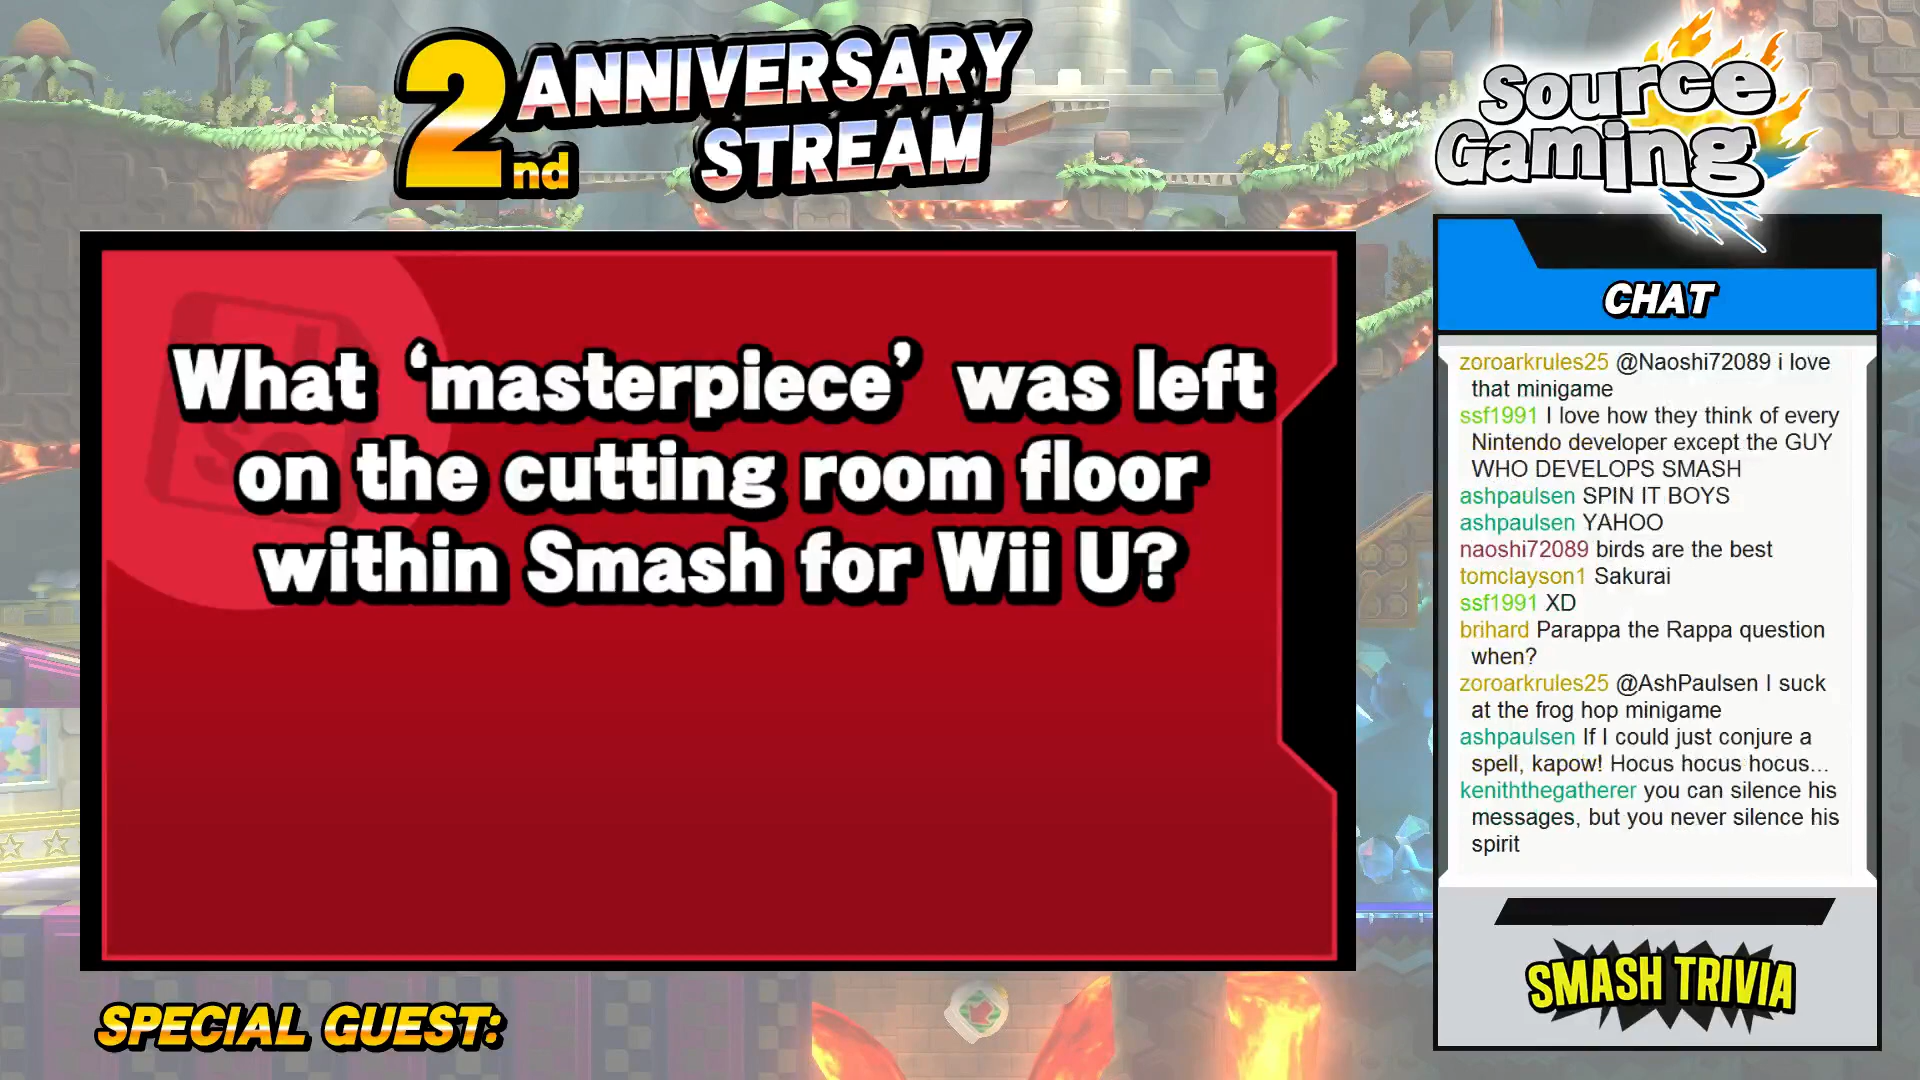 2nd ANNIVERSARY
STREAM
Source
Gaming
What ‘masterpiece’ was left
on the cutting room floor
within Smash for Wii U?
CHAT
zoroarkrules25 @Naoshi72089 i love
that minigame
ssf1991 I love how they think of every
Nintendo developer except the GUY
WHO DEVELOPS SMASH
ashpaulsen SPIN IT BOYS
ashpaulsen YAHOO
naoshi72089 birds are the best
tomclayson1 Sakurai
ssf1991 XD
brihard Parappa the Rappa question
when?
zoroarkrules25 @AshPaulsen I suck
at the frog hop minigame
ashpaulsen If I could just conjure a
spell, kapow! Hocus hocus hocus...
keniththegatherer you can silence his
messages, but you never silence his
spirit
SMASH TRIVIA
SPECIAL GUEST: